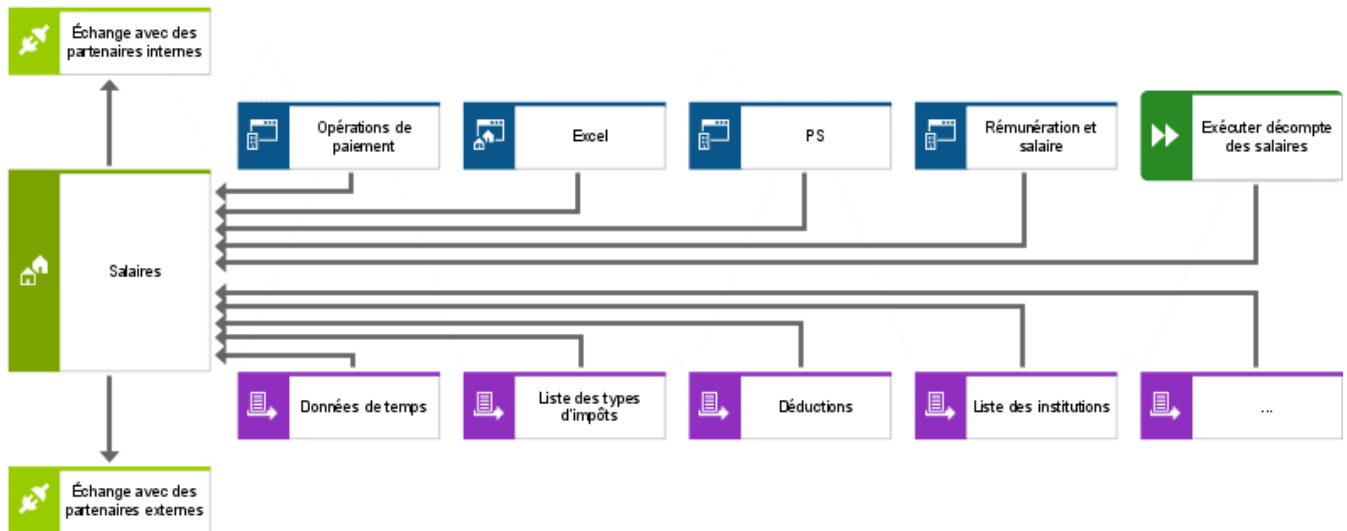 Échange avec des
partenaires internes
Opérations de
paiement
Excel
PS
Rémunération et
salaire
Exécuter décompte
des salaires
Salaires
Données de temps
Liste des types
d'impôts
Déductions
Liste des institutions
...
Échange avec des
partenaires externes